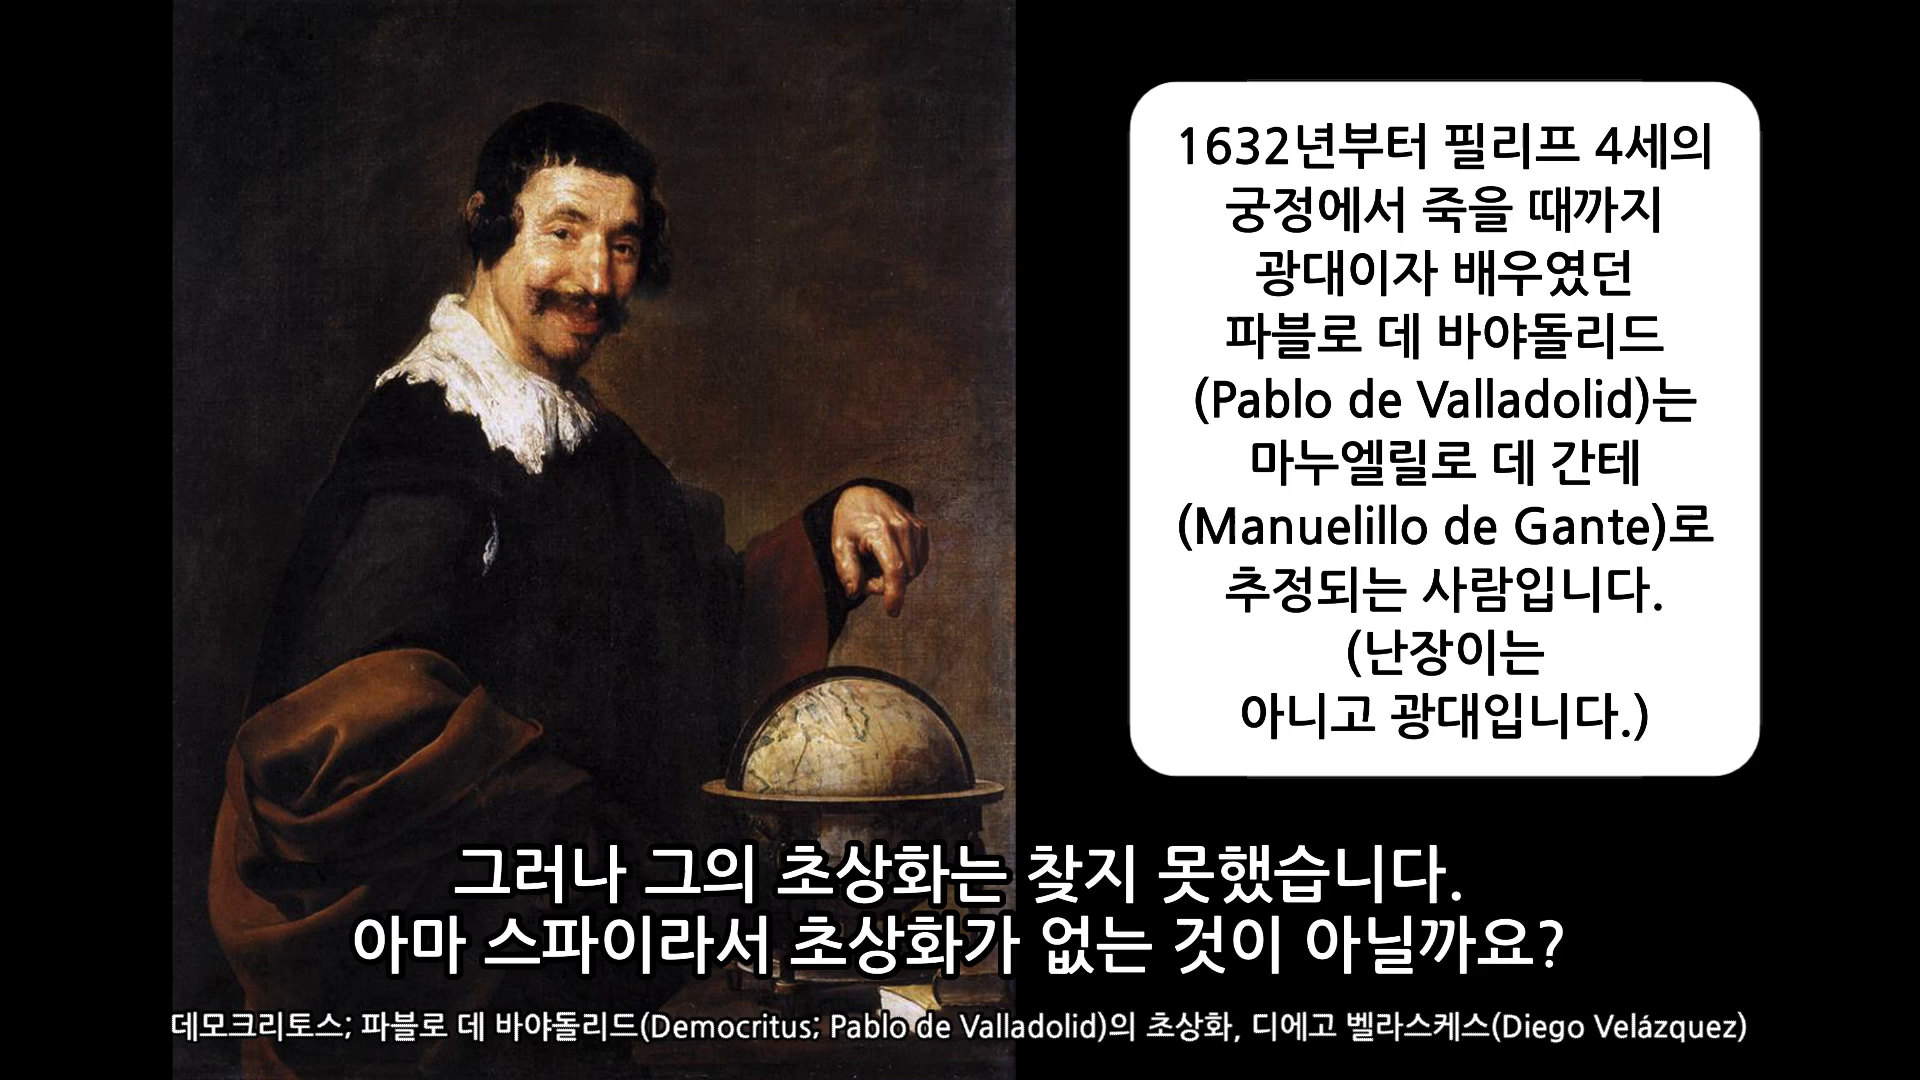 1632년부터 필리프 4세의
궁정에서 죽을 때까지
광대이자 배우였던
파블로 데 바야돌리드
(Pablo de Valladolid)는
마누엘릴로 데 간테
(Manuelillo de Gante)로
추정되는 사람입니다.
(난장이는
아니고 광대입니다.)
그러나 그의 초상화는 찾지 못했습니다.
아마 스파이라서 초상화가 없는 것이 아닐까요?
데모크리토스; 파블로 데 바야돌리드(Democritus; Pablo de Valladolid)의 초상화, 디에고 벨라스케스(Diego Velázquez)